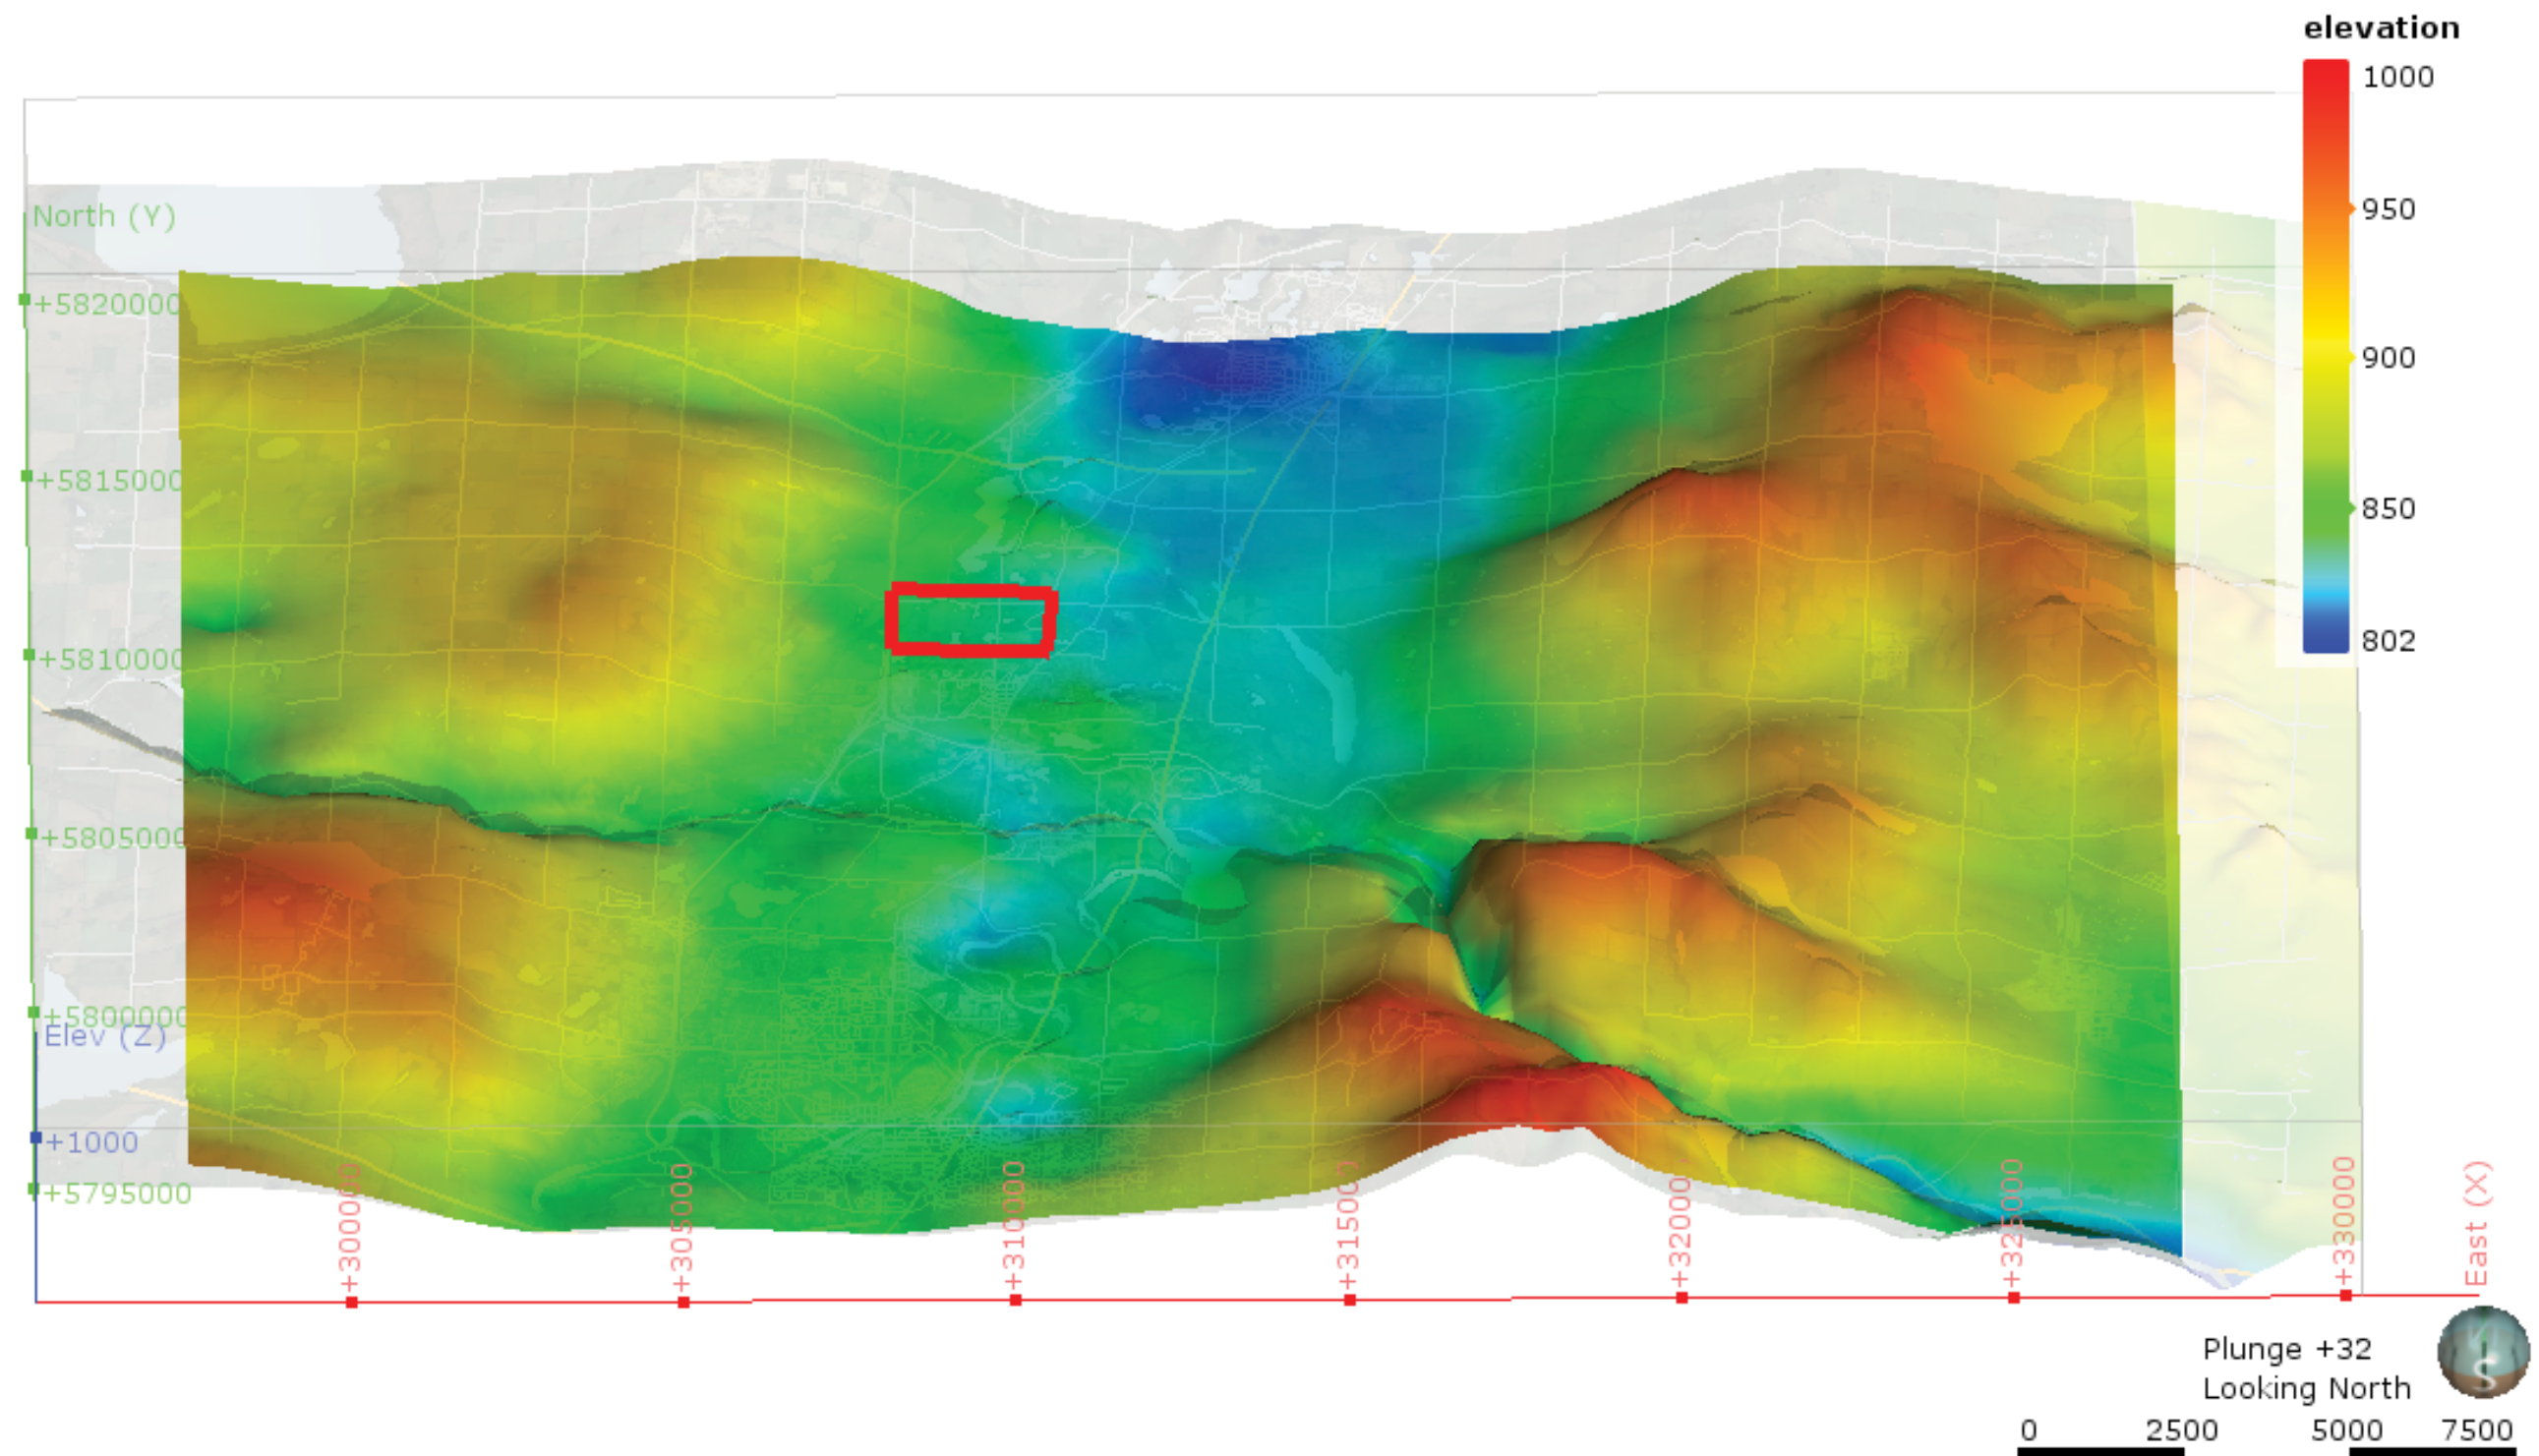 elevation
1000
950
900
850
802
North (Y)
+5820000
+5815000
+5810000
+5805000
+5800000
Elev (Z)
+1000
+5795000
+300000
+305000
+310000
+315000
+320000
+325000
+330000
East (X)
Plunge +32
Looking North
N
S
0 2500 5000 7500